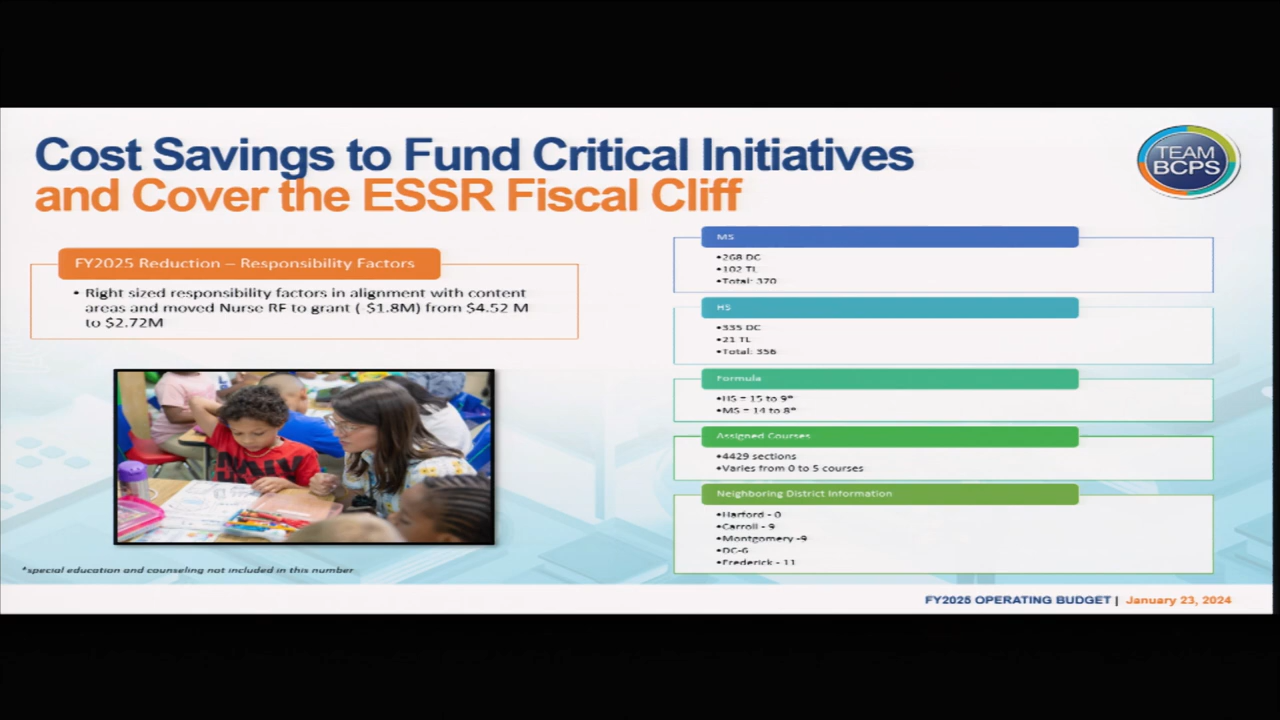 Cost Savings to Fund Critical Initiatives
and Cover the ESSR Fiscal Cliff
TEAM
BCPS
FY2025 Reduction – Responsibility Factors
• Right sized responsibility factors in alignment with content
areas and moved Nurse RF to grant ( $1.8M) from $4.52 M
to $2.72M
*special education and counseling not included in this number
MS
•268 DC
•102 TL
•Total: 370
HS
•335 DC
•21 TL
•Total: 356
Formula
•HS = 15 to 9*
•MS = 14 to 8*
Assigned Courses
•4429 sections
•Varies from 0 to 5 courses
Neighboring District Information
•Harford - 0
•Carroll - 9
•Montgomery -9
•DC-6
•Frederick - 11
FY2025 OPERATING BUDGET | January 23, 2024